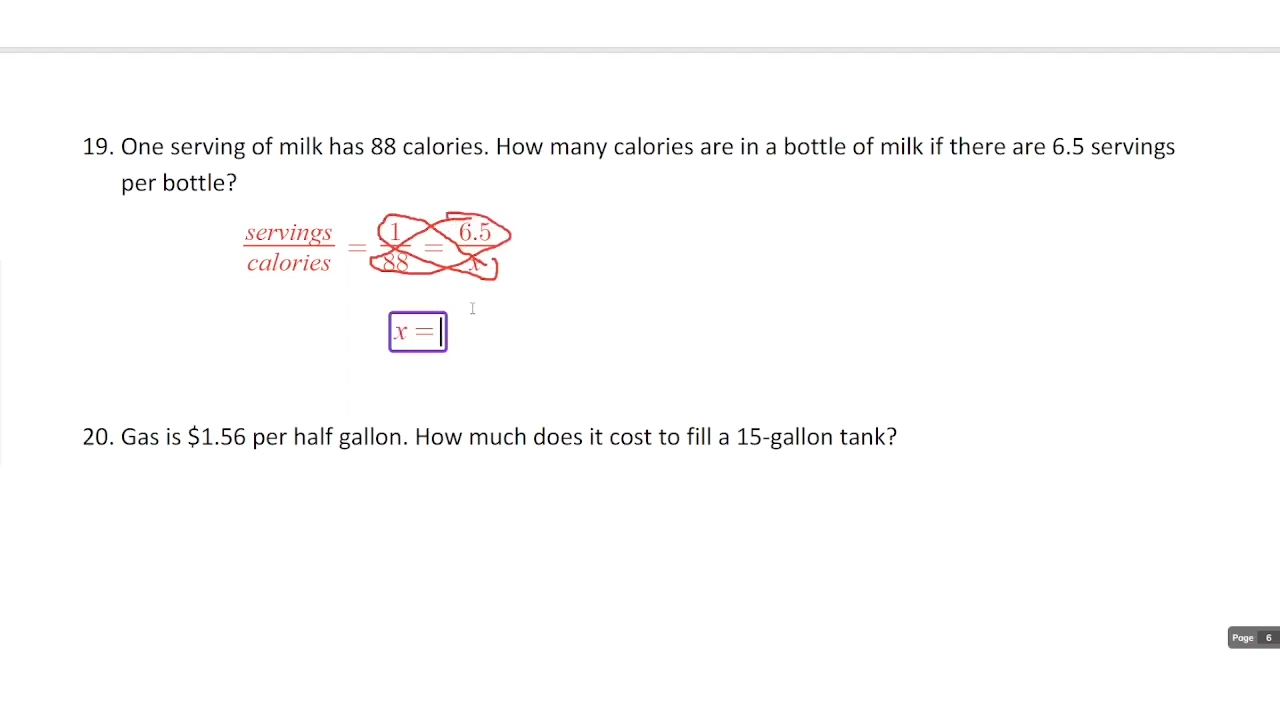 19. One serving of milk has 88 calories. How many calories are in a bottle of milk if there are 6.5 servings
per bottle?
servings/calories = 1/88 = 6.5/x
x =
20. Gas is $1.56 per half gallon. How much does it cost to fill a 15-gallon tank?
Page 6